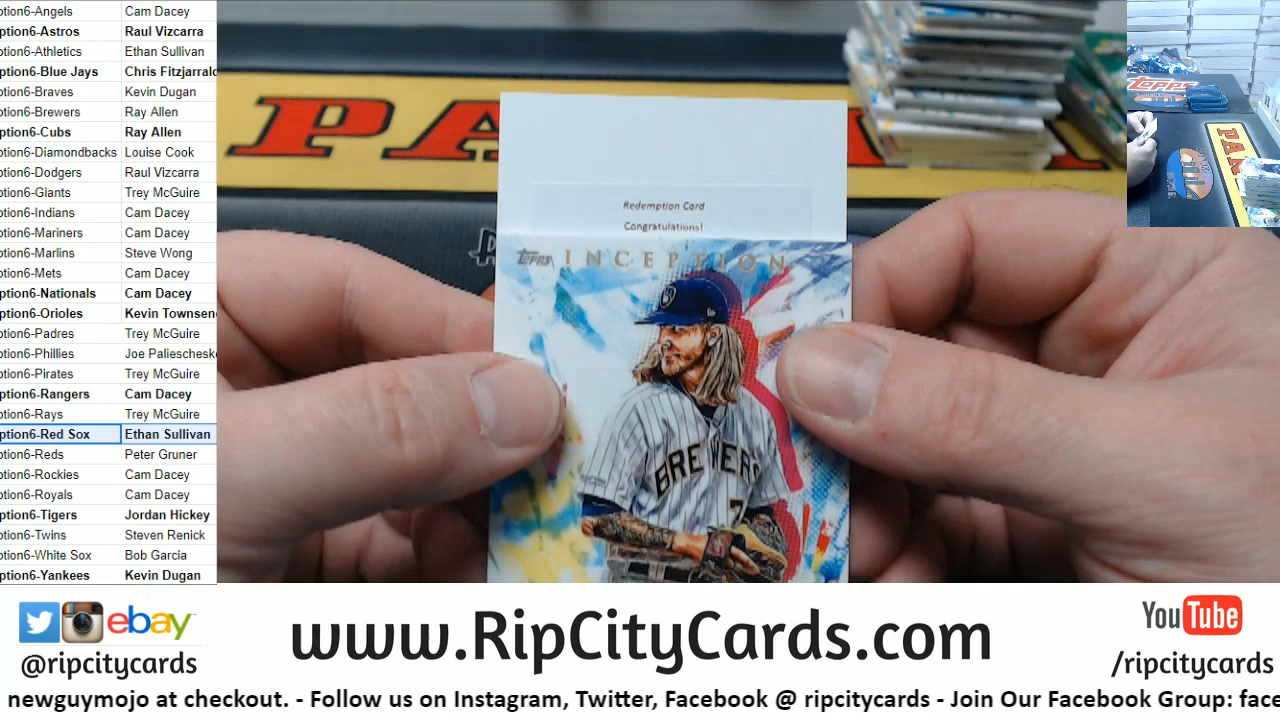 ption6-Angels Cam Dacey
ption6-Astros Raul Vizcarra
ption6-Athletics Ethan Sullivan
ption6-Blue Jays Chris Fitzjarrald
ption6-Braves Kevin Dugan
ption6-Brewers Ray Allen
ption6-Cubs Ray Allen
ption6-Diamondbacks Louise Cook
ption6-Dodgers Raul Vizcarra
ption6-Giants Trey McGuire
ption6-Indians Cam Dacey
ption6-Mariners Cam Dacey
ption6-Marlins Steve Wong
ption6-Mets Cam Dacey
ption6-Nationals Cam Dacey
ption6-Orioles Kevin Townsen
ption6-Padres Trey McGuire
ption6-Phillies Joe Palieschesk
ption6-Pirates Trey McGuire
ption6-Rangers Cam Dacey
ption6-Rays Trey McGuire
ption6-Red Sox Ethan Sullivan
ption6-Reds Peter Gruner
ption6-Rockies Cam Dacey
ption6-Royals Cam Dacey
ption6-Tigers Jordan Hickey
ption6-Twins Steven Renick
ption6-White Sox Bob Garcia
ption6-Yankees Kevin Dugan
PA
Redemption Card
Congratulations!
TOPPS INCEPTION
BREWERS
7
TOPPS
PAN
ebay
@ripcitycards
www.RipCityCards.com
YouTube
/ripcitycards
newguymojo at checkout. - Follow us on Instagram, Twitter, Facebook @ ripcitycards - Join Our Facebook Group: face